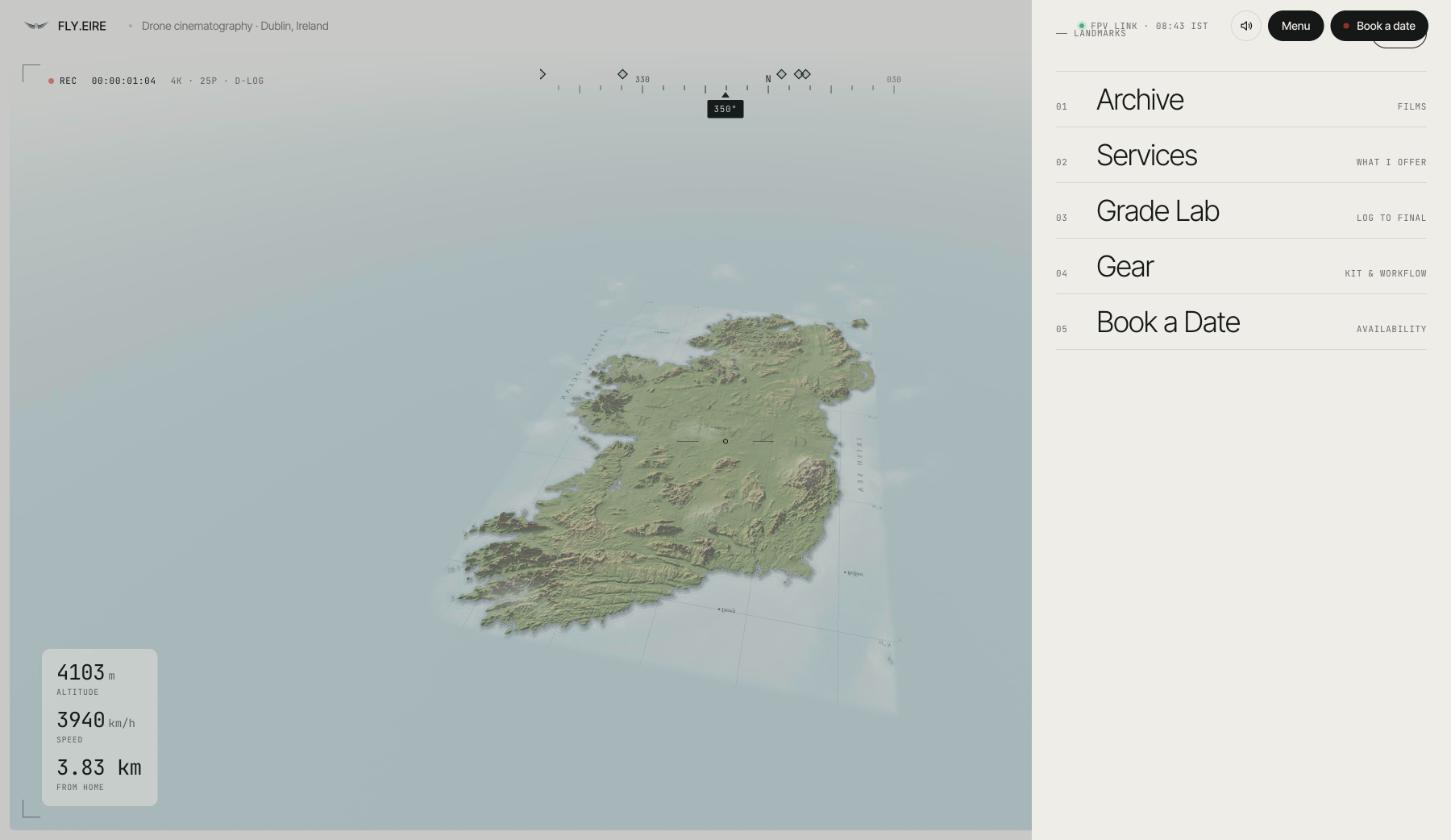 FLY.EIRE
Drone cinematography · Dublin, Ireland
FPV LINK · 08:43 IST
Menu
Book a date
LANDMARKS
REC 00:00:01:04 4K · 25P · D-LOG
330
N
030
350°
01 Archive FILMS
02 Services WHAT I OFFER
03 Grade Lab LOG TO FINAL
04 Gear KIT & WORKFLOW
05 Book a Date AVAILABILITY
IRISH SEA
4103 m
ALTITUDE
3940 km/h
SPEED
3.83 km
FROM HOME